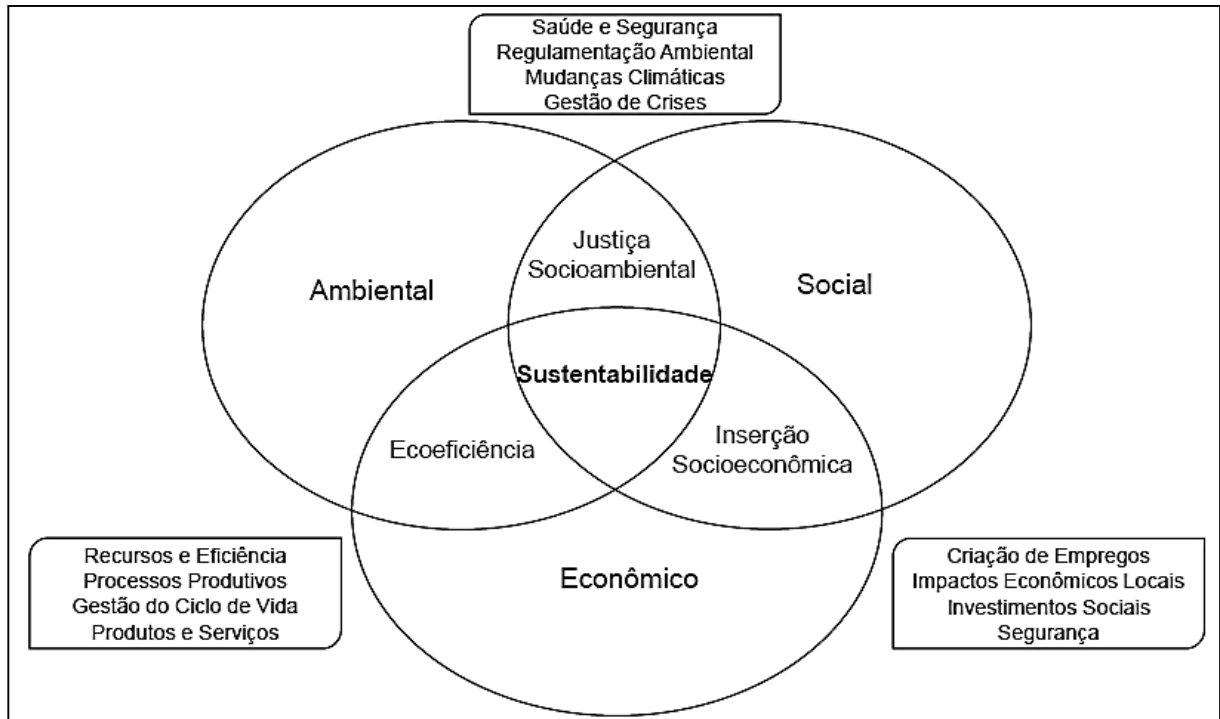 Saúde e Segurança
Regulamentação Ambiental
Mudanças Climáticas
Gestão de Crises
Justiça
Socioambiental
Ambiental
Social
Sustentabilidade
Ecoeficiência
Inserção
Socioeconômica
Recursos e Eficiência
Processos Produtivos
Gestão do Ciclo de Vida
Produtos e Serviços
Econômico
Criação de Empregos
Impactos Econômicos Locais
Investimentos Sociais
Segurança